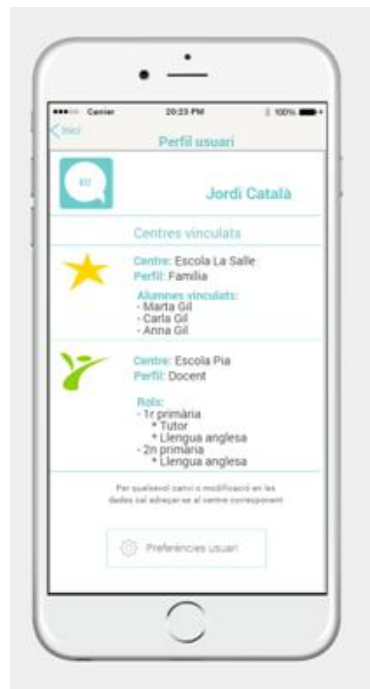 Carrier 20:23 PM 100%
Inici
Perfil usuari
Jordi Català
Centres vinculats
Centre: Escola La Salle
Perfil: Família
Alumnes vinculats:
- Marta Gil
- Carla Gil
- Anna Gil
Centre: Escola Pia
Perfil: Docent
Rols:
- 1r primària
* Tutor
* Llengua anglesa
- 2n primària
* Llengua anglesa
Per qualsevol canvi o modificació en les
dades cal adreçar-se al centre corresponent
Preferències usuari